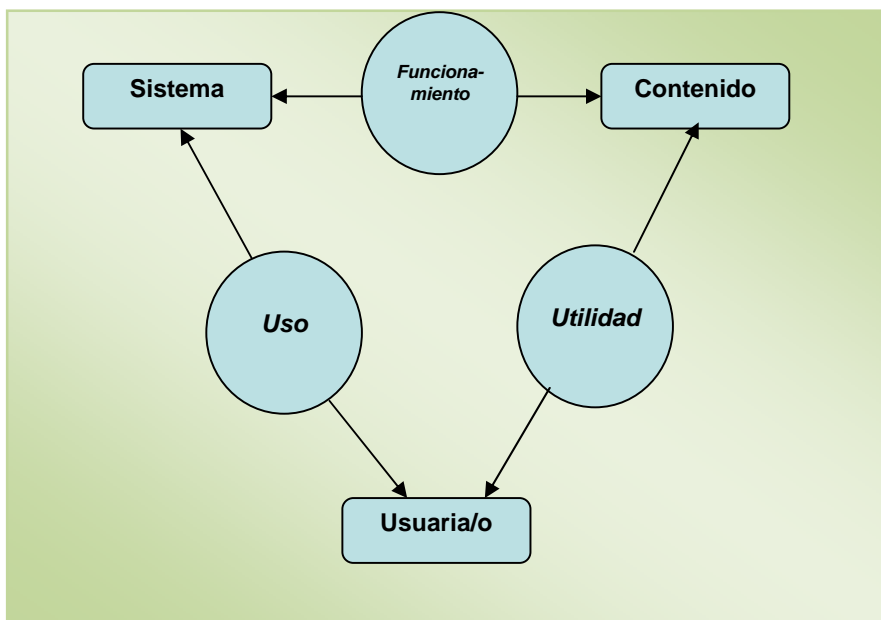 Funciona-
miento
Sistema
Contenido
Uso
Utilidad
Usuaria/o